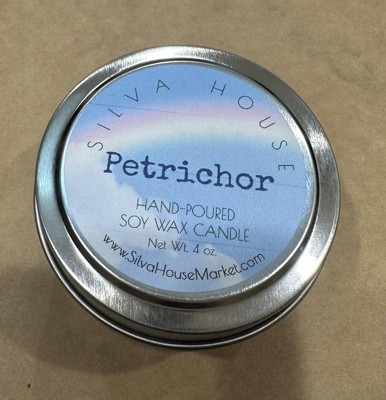 SILVA HOUSE
Petrichor
HAND-POURED
SOY WAX CANDLE
Net Wt. 4 oz.
www.SilvaHouseMarket.com